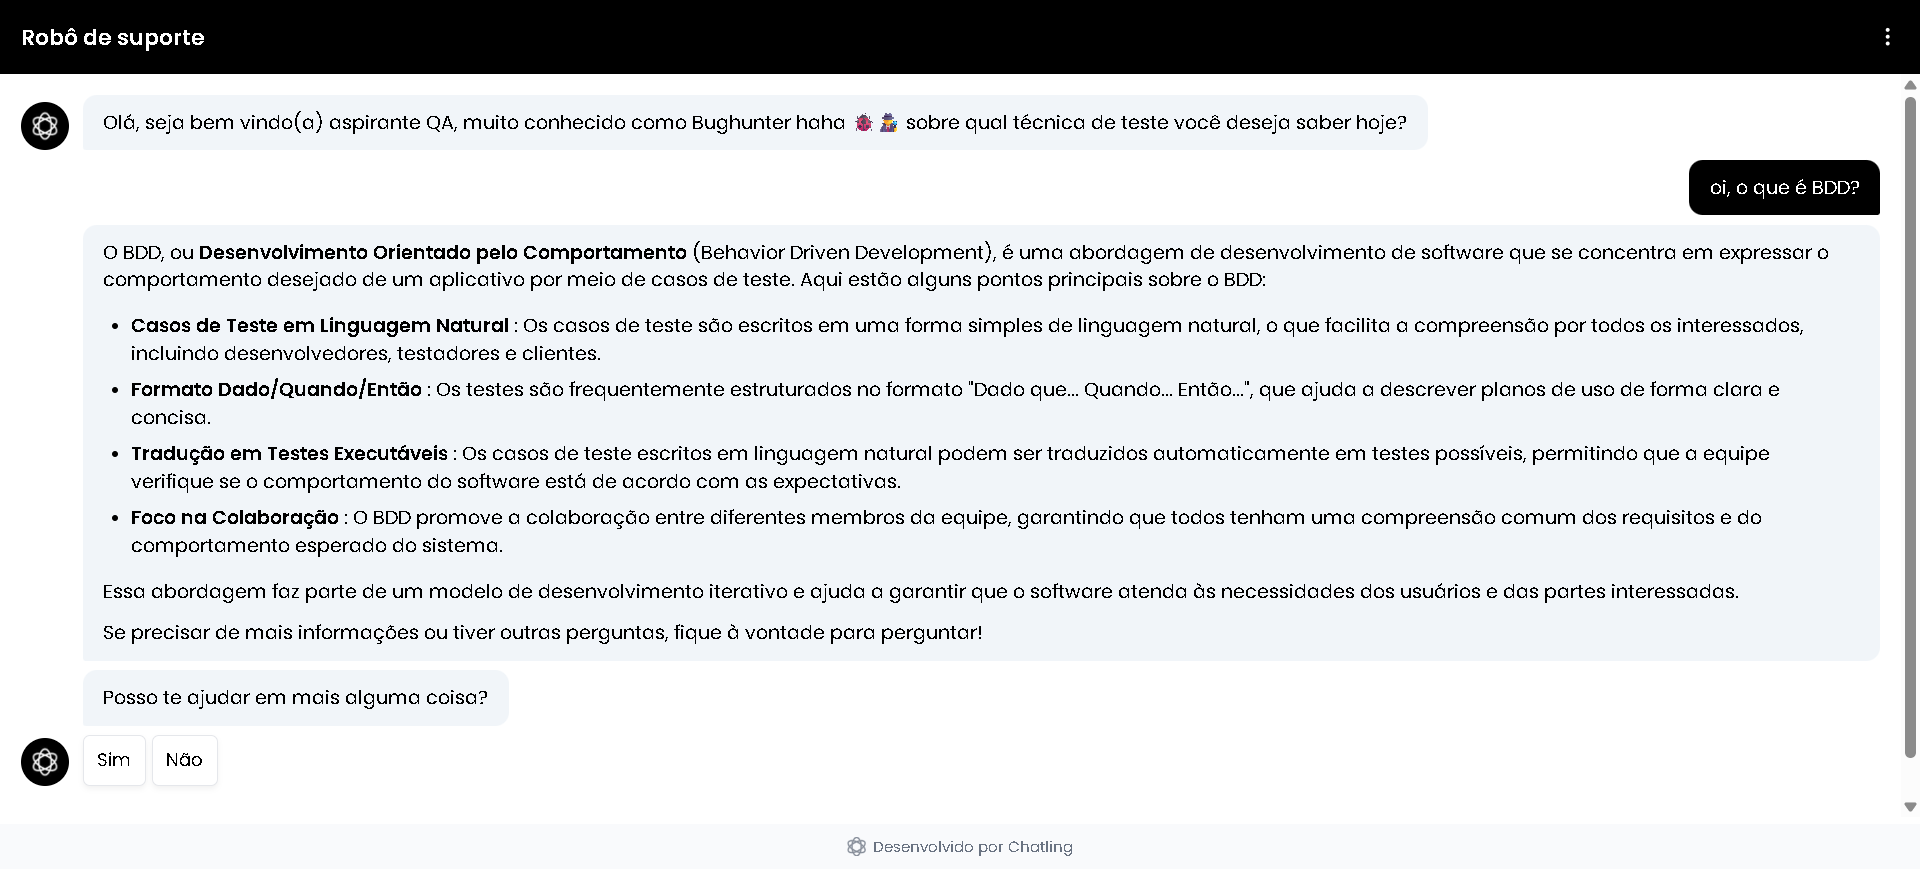 Robô de suporte
Olá, seja bem vindo(a) aspirante QA, muito conhecido como Bughunter haha 🐞 🕵️ sobre qual técnica de teste você deseja saber hoje?
oi, o que é BDD?
O BDD, ou Desenvolvimento Orientado pelo Comportamento (Behavior Driven Development), é uma abordagem de desenvolvimento de software que se concentra em expressar o
comportamento desejado de um aplicativo por meio de casos de teste. Aqui estão alguns pontos principais sobre o BDD:
• Casos de Teste em Linguagem Natural : Os casos de teste são escritos em uma forma simples de linguagem natural, o que facilita a compreensão por todos os interessados,
incluindo desenvolvedores, testadores e clientes.
• Formato Dado/Quando/Então : Os testes são frequentemente estruturados no formato "Dado que... Quando... Então...", que ajuda a descrever planos de uso de forma clara e
concisa.
• Tradução em Testes Executáveis : Os casos de teste escritos em linguagem natural podem ser traduzidos automaticamente em testes possíveis, permitindo que a equipe
verifique se o comportamento do software está de acordo com as expectativas.
• Foco na Colaboração : O BDD promove a colaboração entre diferentes membros da equipe, garantindo que todos tenham uma compreensão comum dos requisitos e do
comportamento esperado do sistema.
Essa abordagem faz parte de um modelo de desenvolvimento iterativo e ajuda a garantir que o software atenda às necessidades dos usuários e das partes interessadas.
Se precisar de mais informações ou tiver outras perguntas, fique à vontade para perguntar!
Posso te ajudar em mais alguma coisa?
Sim Não
Desenvolvido por Chatling